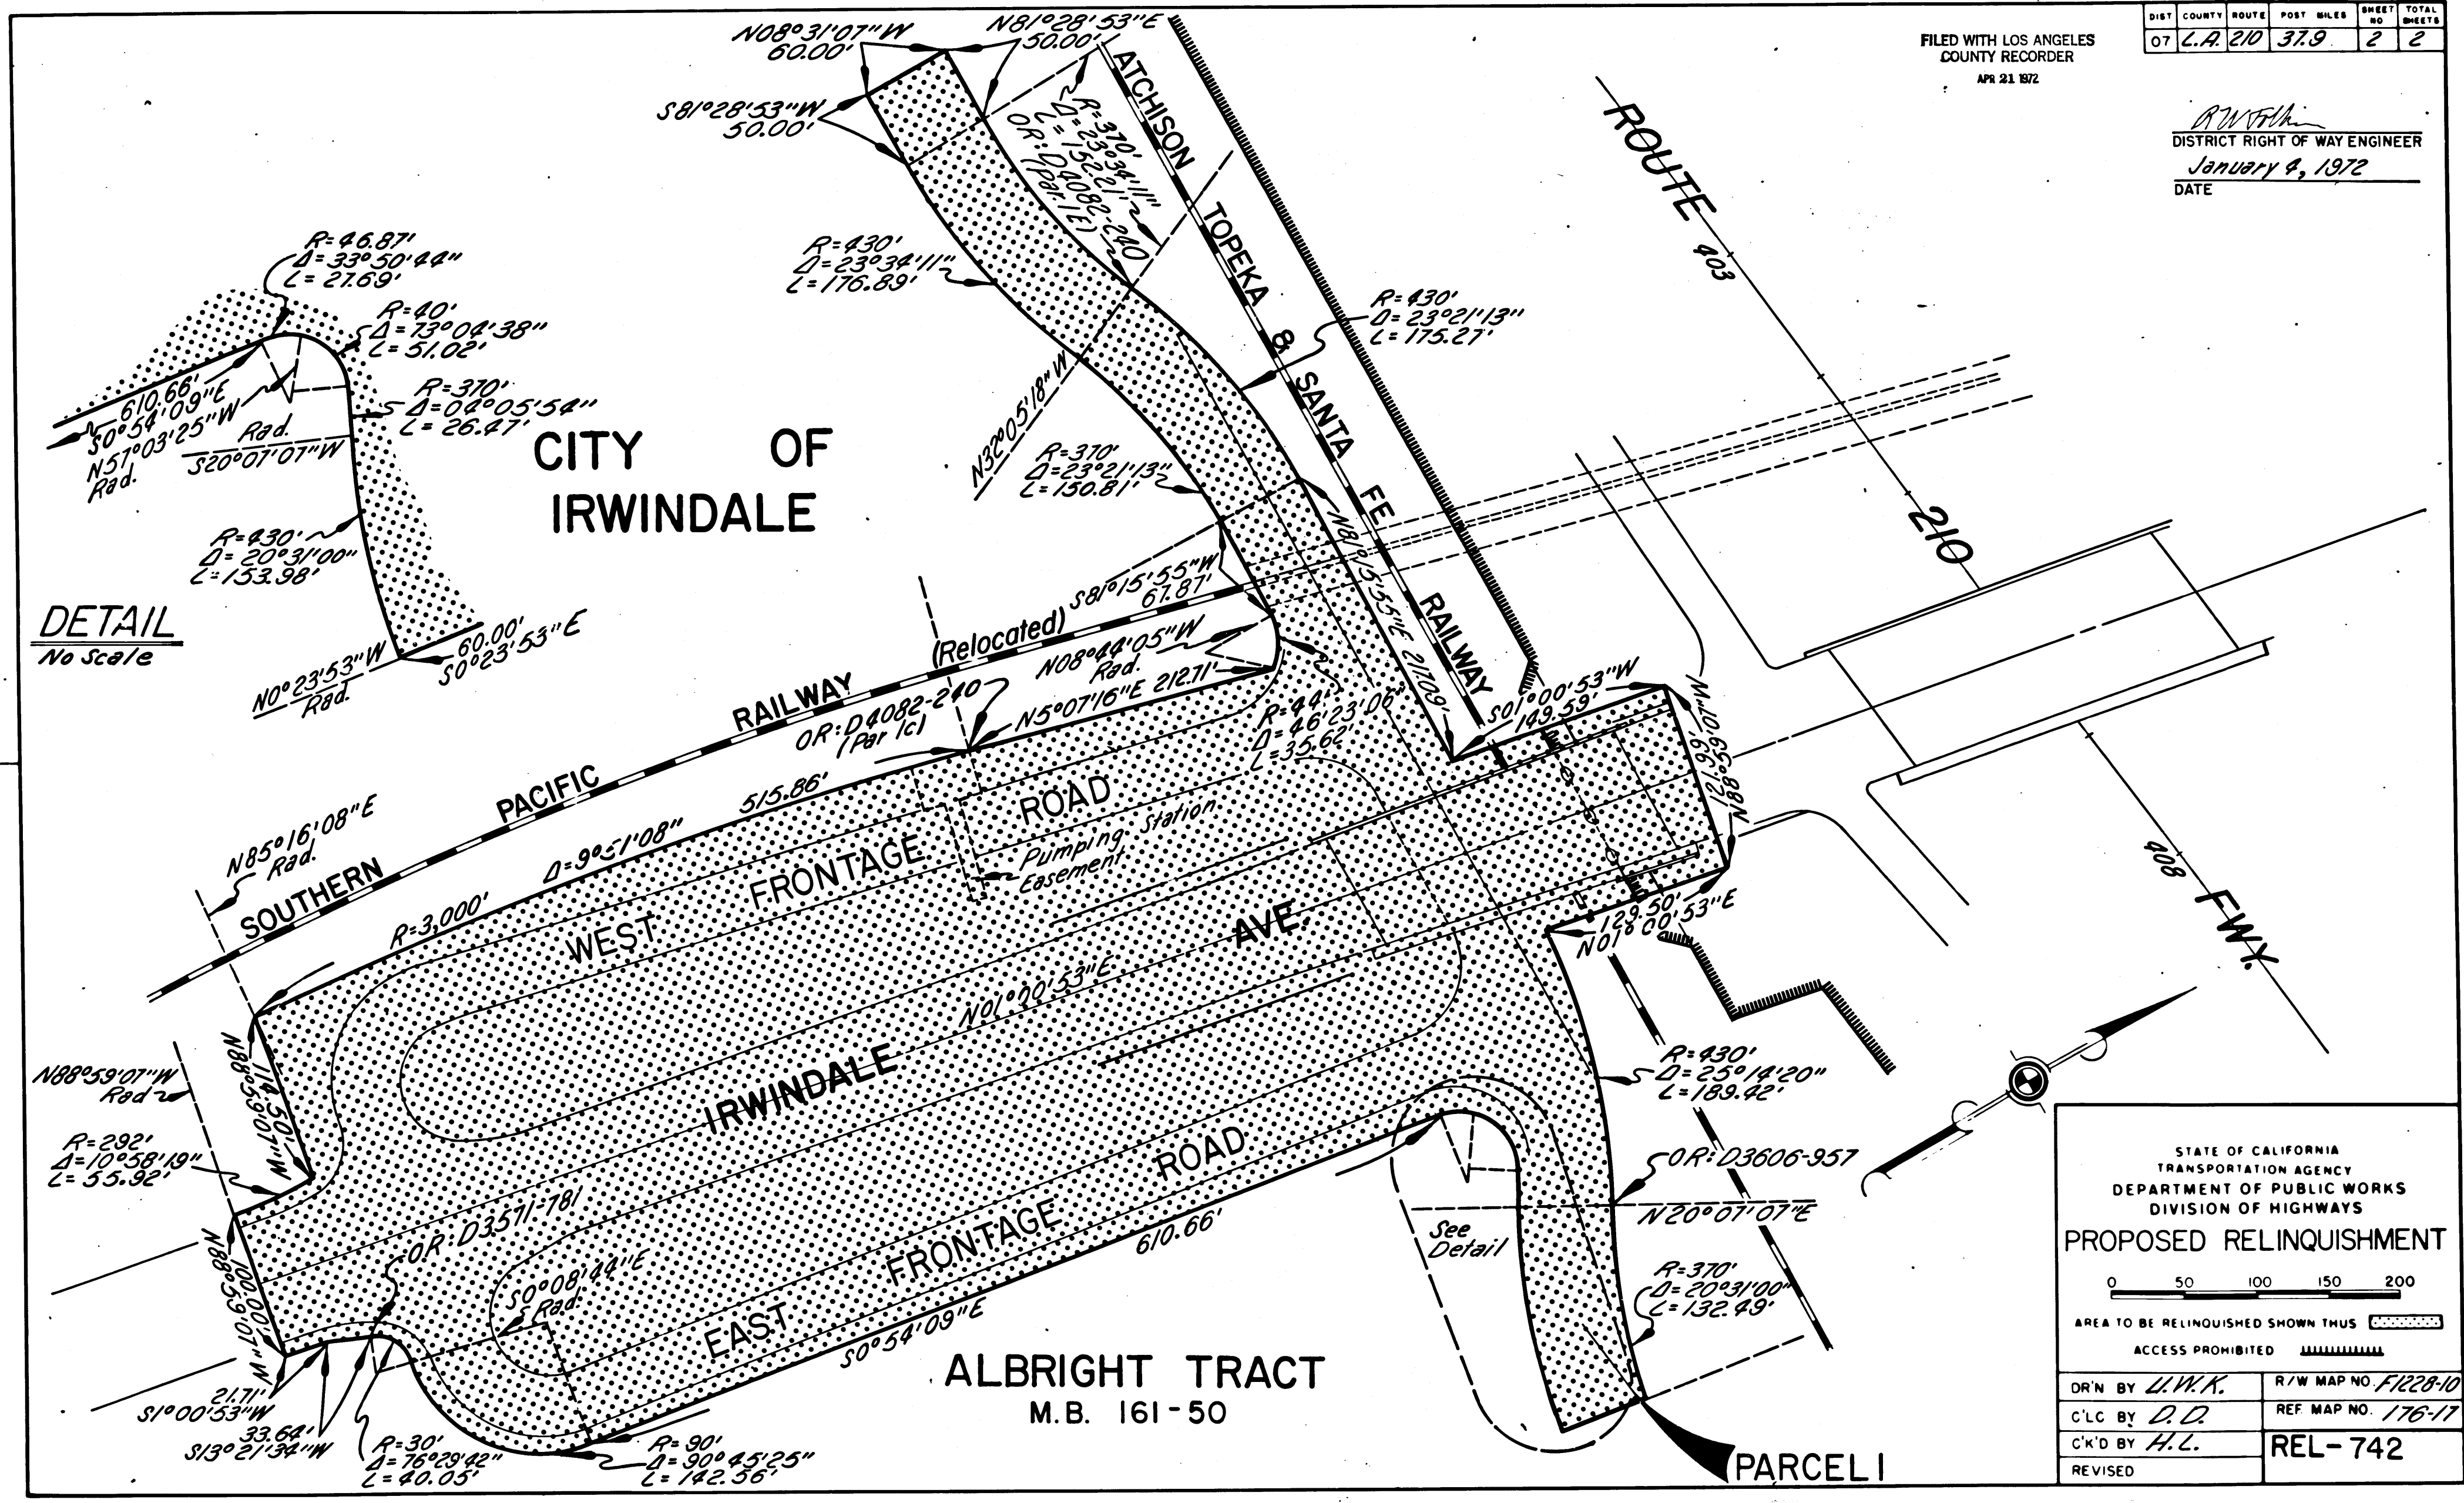 DIST COUNTY ROUTE POST MILES SHEET NO TOTAL SHEETS
07 L.A. 210 37.9 2 2
FILED WITH LOS ANGELES
COUNTY RECORDER
APR 21 1972
DISTRICT RIGHT OF WAY ENGINEER
January 4, 1972
DATE
N08°31'07"W
60.00'
N81°28'53"E
50.00'
S81°28'53"W
50.00'
R=370'
Δ=23°34'11"
L=152.21'
OR:D4082-240
(Par.1E)
ATCHISON TOPEKA & SANTA FE RAILWAY
ROUTE 210 FWY.
403
408
R=46.87'
Δ=33°50'44"
L=27.69'
R=40'
Δ=73°04'38"
L=51.02'
R=370'
Δ=04°05'54"
L=26.47'
610.66'
S0°54'09"E
N57°03'25"W
Rad.
Rad.
S20°07'07"W
R=430'
Δ=20°31'00"
L=153.98'
DETAIL
No Scale
N0°23'53"W
Rad.
60.00'
S0°23'53"E
CITY OF
IRWINDALE
R=430'
Δ=23°34'11"
L=176.89'
R=430'
Δ=23°21'13"
L=175.27'
N32°05'18"W
R=370'
Δ=23°21'13"
L=150.81'
S81°15'55"W
67.87'
N81°15'55"E 217.09'
SOUTHERN PACIFIC RAILWAY (Relocated)
N08°44'05"W
Rad.
OR:D4082-240
(Par 1c)
N5°07'16"E 212.71'
R=44'
Δ=46°23'06"
L=35.62'
S01°00'53"W
149.59'
N88°59'07"W
121.99'
129.50'
N01°00'53"E
N85°16'08"E
Rad.
R=3,000'
Δ=9°51'08"
515.86'
WEST FRONTAGE ROAD
Pumping Station
Easement
N01°00'53"E
IRWINDALE AVE.
N88°59'07"W
114.50'
N88°59'07"W
Rad
R=292'
Δ=10°58'19"
L=55.92'
OR:D3571-781
N88°59'07"W
100.00'
S0°08'44"E
Rad.
EAST FRONTAGE ROAD
610.66'
S0°54'09"E
21.71'
S1°00'53"W
33.64'
S13°21'34"W
R=30'
Δ=76°29'42"
L=40.05'
R=90'
Δ=90°45'25"
L=142.56'
ALBRIGHT TRACT
M.B. 161-50
See
Detail
R=430'
Δ=25°14'20"
L=189.42'
OR:D3606-957
N20°07'07"E
R=370'
Δ=20°31'00"
L=132.49'
PARCEL 1
STATE OF CALIFORNIA
TRANSPORTATION AGENCY
DEPARTMENT OF PUBLIC WORKS
DIVISION OF HIGHWAYS
PROPOSED RELINQUISHMENT
0 50 100 150 200
AREA TO BE RELINQUISHED SHOWN THUS
ACCESS PROHIBITED
DR'N BY U.W.K. R/W MAP NO. F1228-10
C'LC BY D.D. REF. MAP NO. 176-17
C'K'D BY H.L. REL-742
REVISED